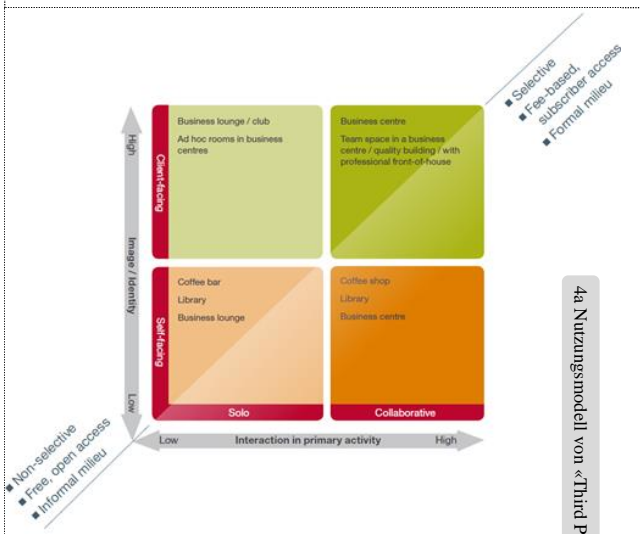 Selective
Fee-based,
subscriber access
Formal milieu
High
Client-facing
Business lounge / club
Ad hoc rooms in business
centres
Business centre
Team space in a business
centre / quality building / with
professional front-of-house
Image / Identity
Self-facing
Coffee bar
Library
Business lounge
Coffee shop
Library
Business centre
Low
Solo
Collaborative
Low
Interaction in primary activity
High
Non-selective
Free, open access
Informal milieu
4a Nutzungsmodell von «Third P